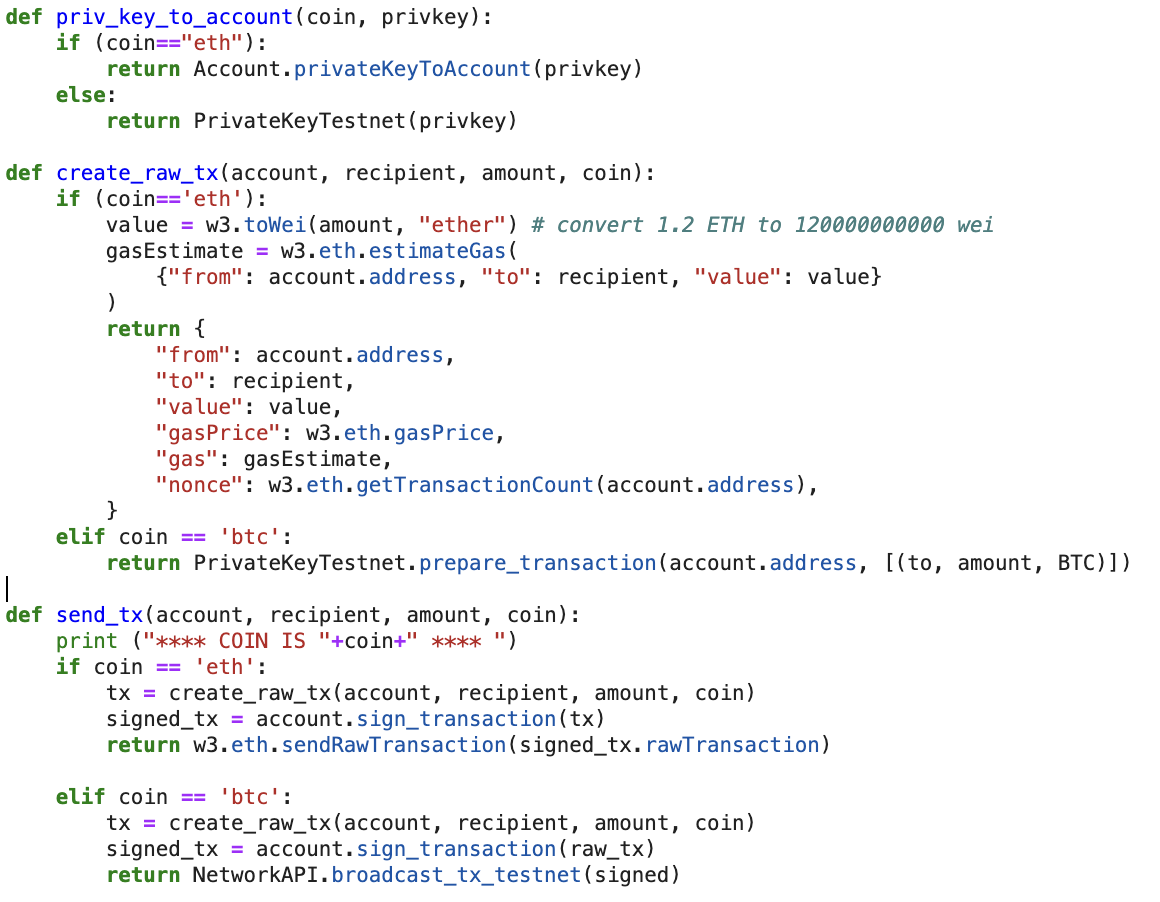 def priv_key_to_account(coin, privkey):
    if (coin=="eth"):
        return Account.privateKeyToAccount(privkey)
    else:
        return PrivateKeyTestnet(privkey)

def create_raw_tx(account, recipient, amount, coin):
    if (coin=='eth'):
        value = w3.toWei(amount, "ether") # convert 1.2 ETH to 120000000000 wei
        gasEstimate = w3.eth.estimateGas(
            {"from": account.address, "to": recipient, "value": value}
        )
        return {
            "from": account.address,
            "to": recipient,
            "value": value,
            "gasPrice": w3.eth.gasPrice,
            "gas": gasEstimate,
            "nonce": w3.eth.getTransactionCount(account.address),
        }
    elif coin == 'btc':
        return PrivateKeyTestnet.prepare_transaction(account.address, [(to, amount, BTC)])

def send_tx(account, recipient, amount, coin):
    print ("**** COIN IS "+coin+" **** ")
    if coin == 'eth':
        tx = create_raw_tx(account, recipient, amount, coin)
        signed_tx = account.sign_transaction(tx)
        return w3.eth.sendRawTransaction(signed_tx.rawTransaction)

    elif coin == 'btc':
        tx = create_raw_tx(account, recipient, amount, coin)
        signed_tx = account.sign_transaction(raw_tx)
        return NetworkAPI.broadcast_tx_testnet(signed)